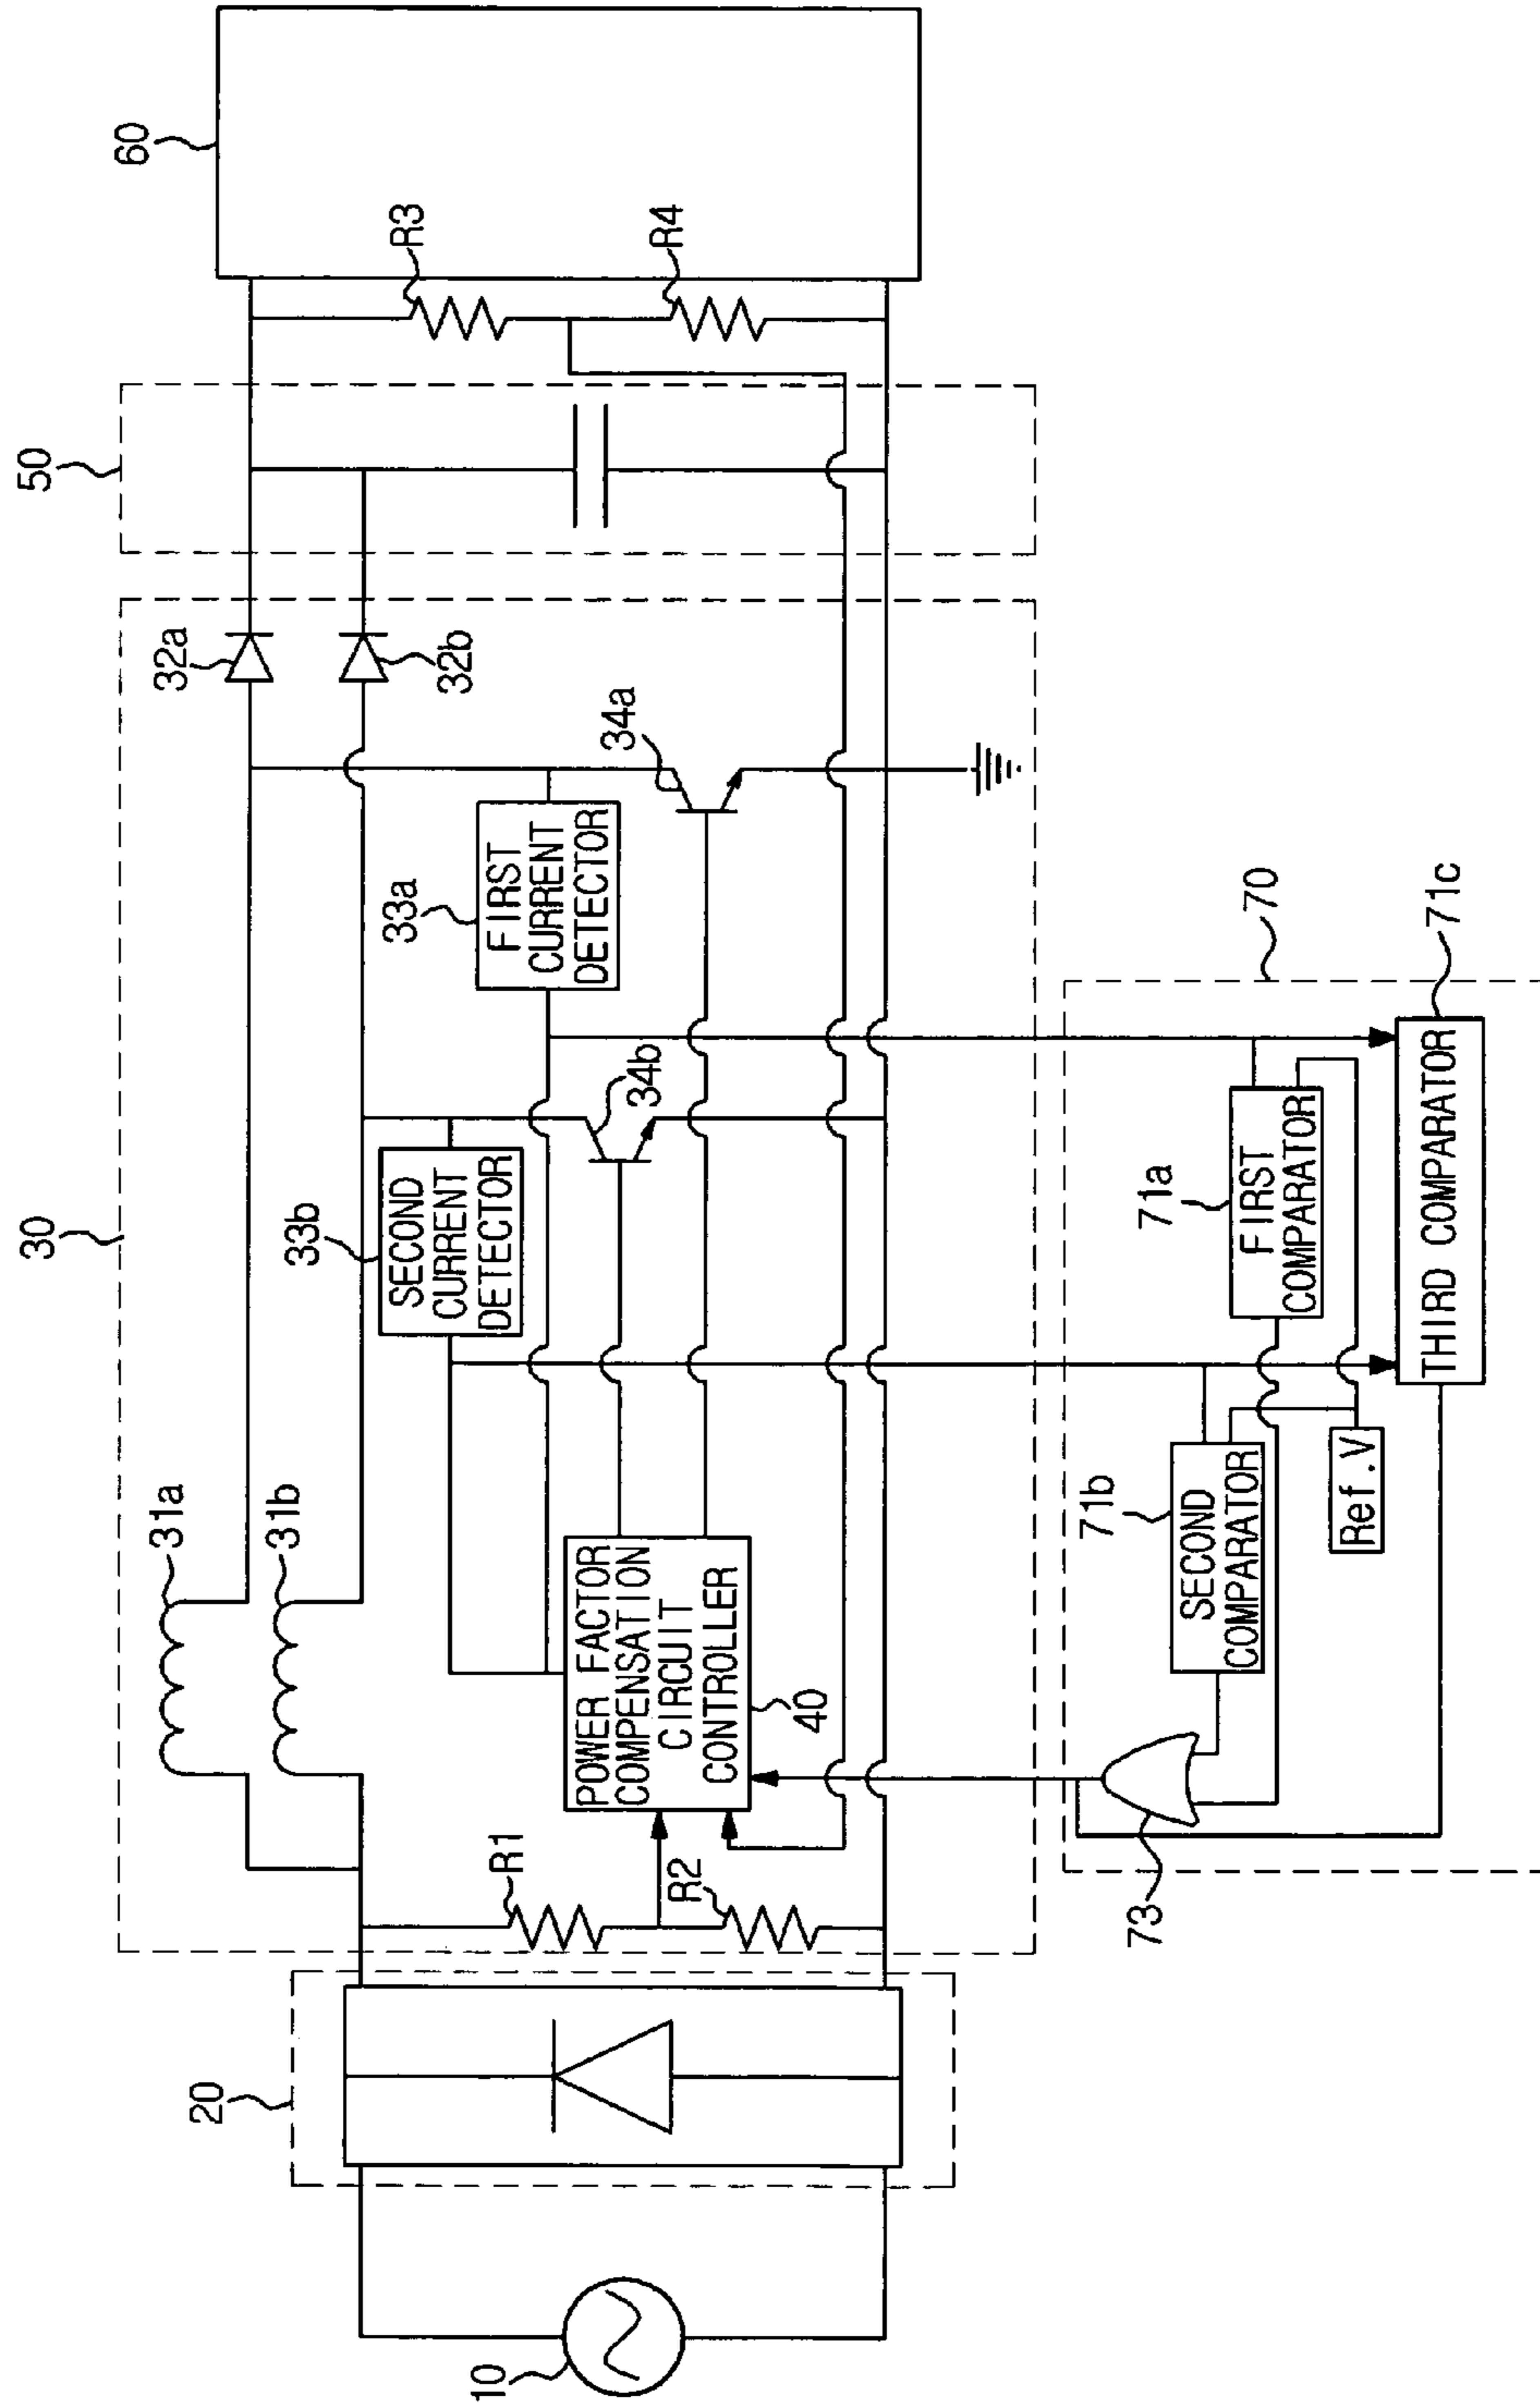 30
50
60
31a
31b
32a
32b
R3
R4
20
R1
R2
33b
SECOND
CURRENT
DETECTOR
33a
FIRST
CURRENT
DETECTOR
34b
34a
10
POWER FACTOR
COMPENSATION
CIRCUIT
CONTROLLER
40
70
71b
SECOND
COMPARATOR
71a
FIRST
COMPARATOR
73
Ref.V
THIRD COMPARATOR
71c